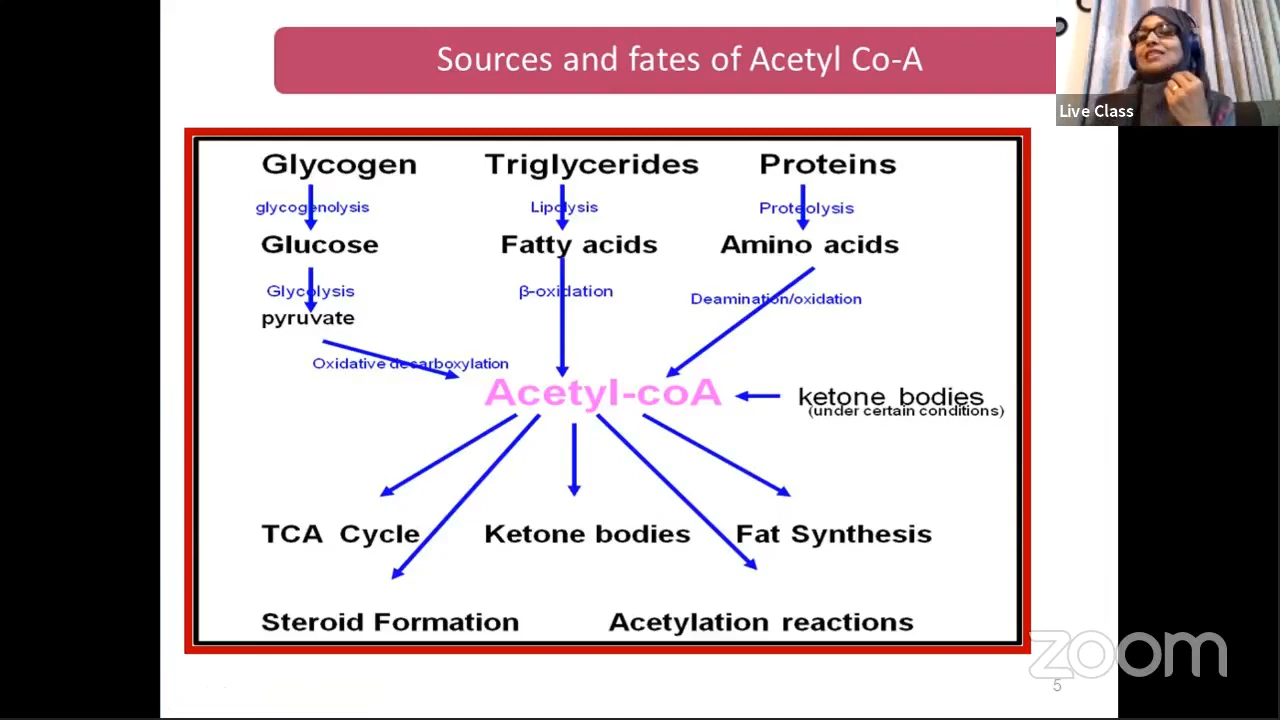 Sources and fates of Acetyl Co-A
Live Class
Glycogen Triglycerides Proteins
glycogenolysis Lipolysis Proteolysis
Glucose Fatty acids Amino acids
Glycolysis β-oxidation Deamination/oxidation
pyruvate
Oxidative decarboxylation
Acetyl-coA ketone bodies
(under certain conditions)
TCA Cycle Ketone bodies Fat Synthesis
Steroid Formation Acetylation reactions
zoom
5